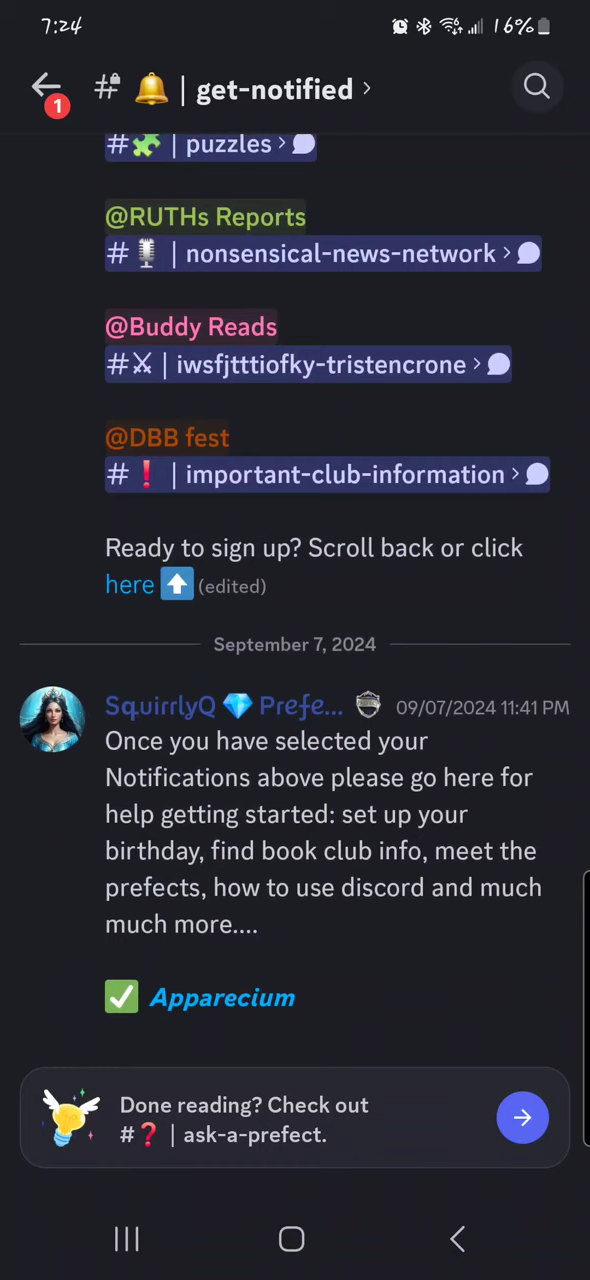 7:24 16%
1 # | get-notified
# | puzzles
@RUTHs Reports
# | nonsensical-news-network
@Buddy Reads
# | iwsfjtttiofky-tristencrone
@DBB fest
# | important-club-information
Ready to sign up? Scroll back or click
here (edited)
September 7, 2024
SquirrlyQ 💎 Prefe... 09/07/2024 11:41 PM
Once you have selected your
Notifications above please go here for
help getting started: set up your
birthday, find book club info, meet the
prefects, how to use discord and much
much more....
✅ Apparecium
Done reading? Check out
#❓ | ask-a-prefect.